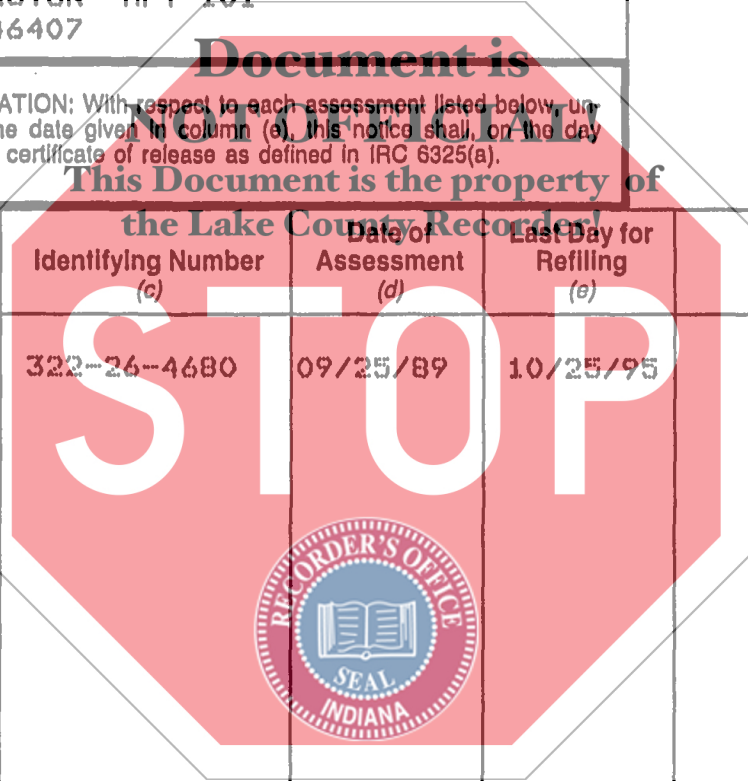 APT 101
46407
Document is
ATION: With respect to each assessment listed below, un-
e date given in column (e), this notice shall, on the day
certificate of release as defined in IRC 6325(a).
NOT OFFICIAL!
This Document is the property of
the Lake County Recorder!
Identifying Number
(c)
Date of
Assessment
(d)
Last Day for
Refiling
(e)
322-26-4680 09/25/89 10/25/95
STOP
RECORDER'S OFFICE
SEAL
INDIANA